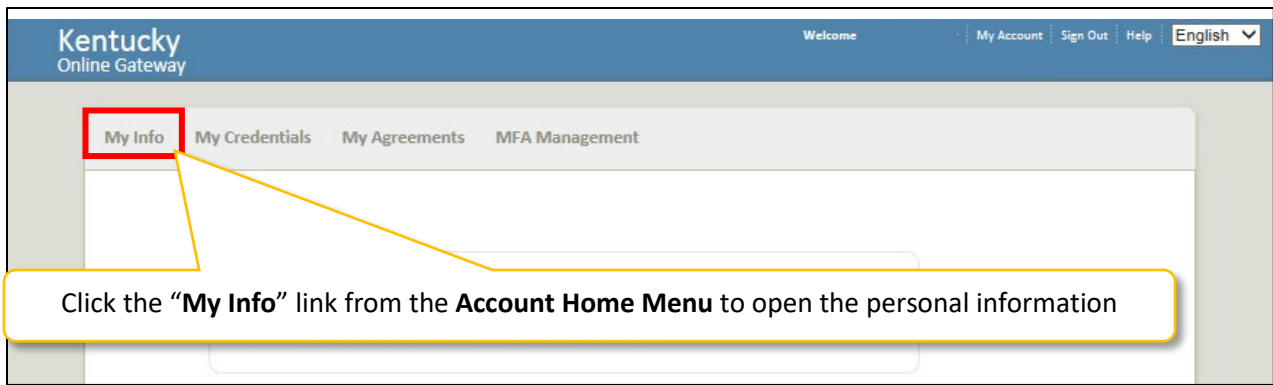 Kentucky
Online Gateway
Welcome My Account Sign Out Help English
My Info My Credentials My Agreements MFA Management
Click the “My Info” link from the Account Home Menu to open the personal information